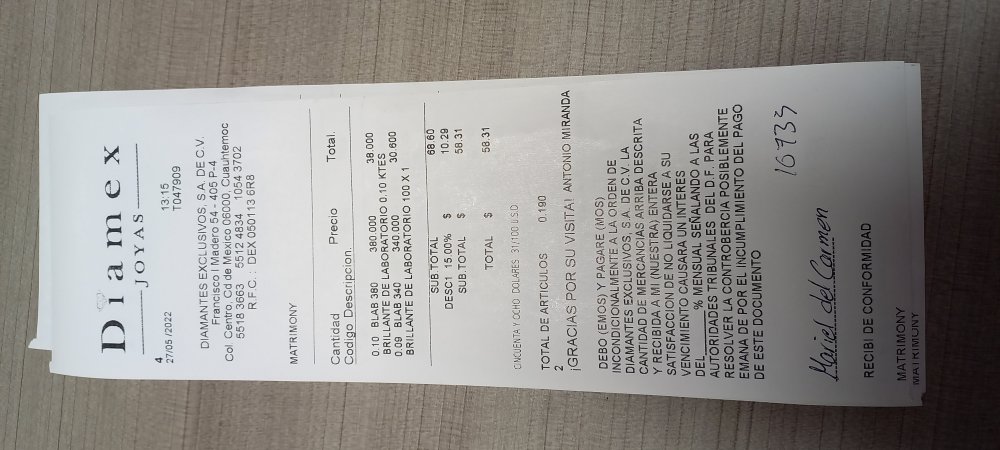 Diamex
JOYAS
4
27/05 /2022 13:15
T047909
DIAMANTES EXCLUSIVOS, S.A. DE C.V.
Francisco I Madero 54 - 405 P-4
Col. Centro, Cd de Mexico 06000, Cuauhtemoc
5518 3663 5512 4834 1054 3702
R.F.C.: DEX 050113 6R8
MATRIMONY
Cantidad Precio Total
Codigo Descripcion.
0.10 BLAB 380 380.000 38.000
BRILLANTE DE LABORATORIO 0.10 KTES
0.09 BLAB 340 340.000 30.600
BRILLANTE DE LABORATORIO 100 X 1
SUB.TOTAL 68.60
DESC1 15.00% $ 10.29
SUB.TOTAL $ 58.31
TOTAL $ 58.31
CINCUENTA Y OCHO DOLARES 31/100 U.S.D.
TOTAL DE ARTICULOS 0.190
2
¡GRACIAS POR SU VISITA! ANTONIO MIRANDA
DEBO (EMOS) Y PAGARE (MOS)
INCONDICIONALMENTE A LA ORDEN DE
DIAMANTES EXCLUSIVOS, S.A. DE C.V. LA
CANTIDAD DE MERCANCIAS ARRIBA DESCRITA
Y RECIBIDA A MI (NUESTRA) ENTERA
SATISFACCION DE NO LIQUIDARSE A SU
VENCIMIENTO CAUSARA UN INTERES
DEL % MENSUAL SEÑALANDO A LAS
AUTORIDADES TRIBUNALES DEL D.F. PARA
RESOLVER LA CONTROBERCIA POSIBLEMENTE
EMANA DE POR EL INCUMPLIMIENTO DEL PAGO
DE ESTE DOCUMENTO
16933
Mariel del Carmen
RECIBI DE CONFORMIDAD
MATRIMONY
MATRIMONY